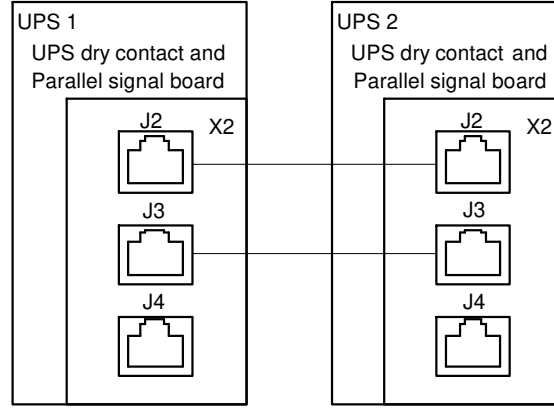 UPS 1
UPS dry contact and
Parallel signal board
J2
X2
J3
J4
UPS 2
UPS dry contact and
Parallel signal board
J2
X2
J3
J4